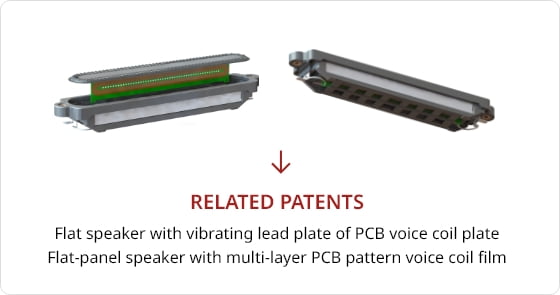 RELATED PATENTS
Flat speaker with vibrating lead plate of PCB voice coil plate
Flat-panel speaker with multi-layer PCB pattern voice coil film